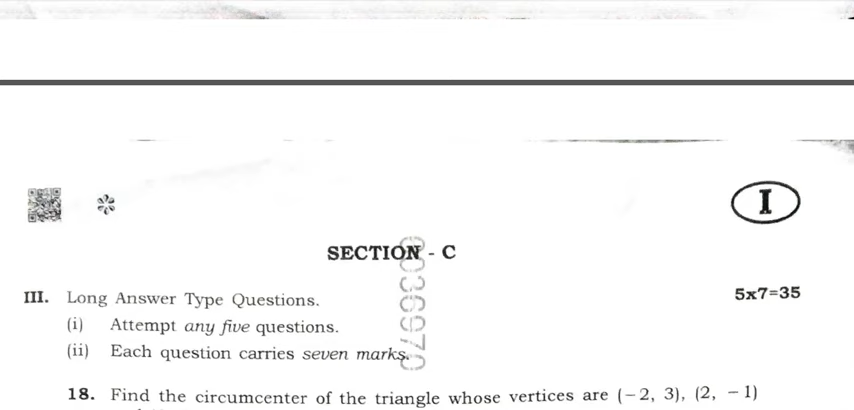 I
SECTION - C
III. Long Answer Type Questions.
5x7=35
(i) Attempt any five questions.
(ii) Each question carries seven marks.
18. Find the circumcenter of the triangle whose vertices are (−2, 3), (2, − 1)